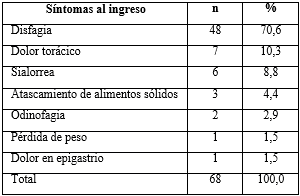 Síntomas al ingreso n %
Disfagia 48 70,6
Dolor torácico 7 10,3
Sialorrea 6 8,8
Atascamiento de alimentos sólidos 3 4,4
Odinofagia 2 2,9
Pérdida de peso 1 1,5
Dolor en epigastrio 1 1,5
Total 68 100,0